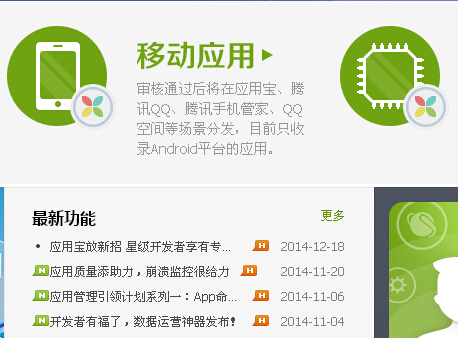 移动应用
审核通过后将在应用宝、腾
讯QQ、腾讯手机管家、QQ
空间等场景分发，目前只收
录Android平台的应用。
最新功能 更多
应用宝放新招 星级开发者享有专... H 2014-12-18
N 应用质量添助力，崩溃监控很给力 H 2014-11-20
N 应用管理引领计划系列一：App命... H 2014-11-06
N 开发者有福了，数据运营神器发布！ H 2014-11-04